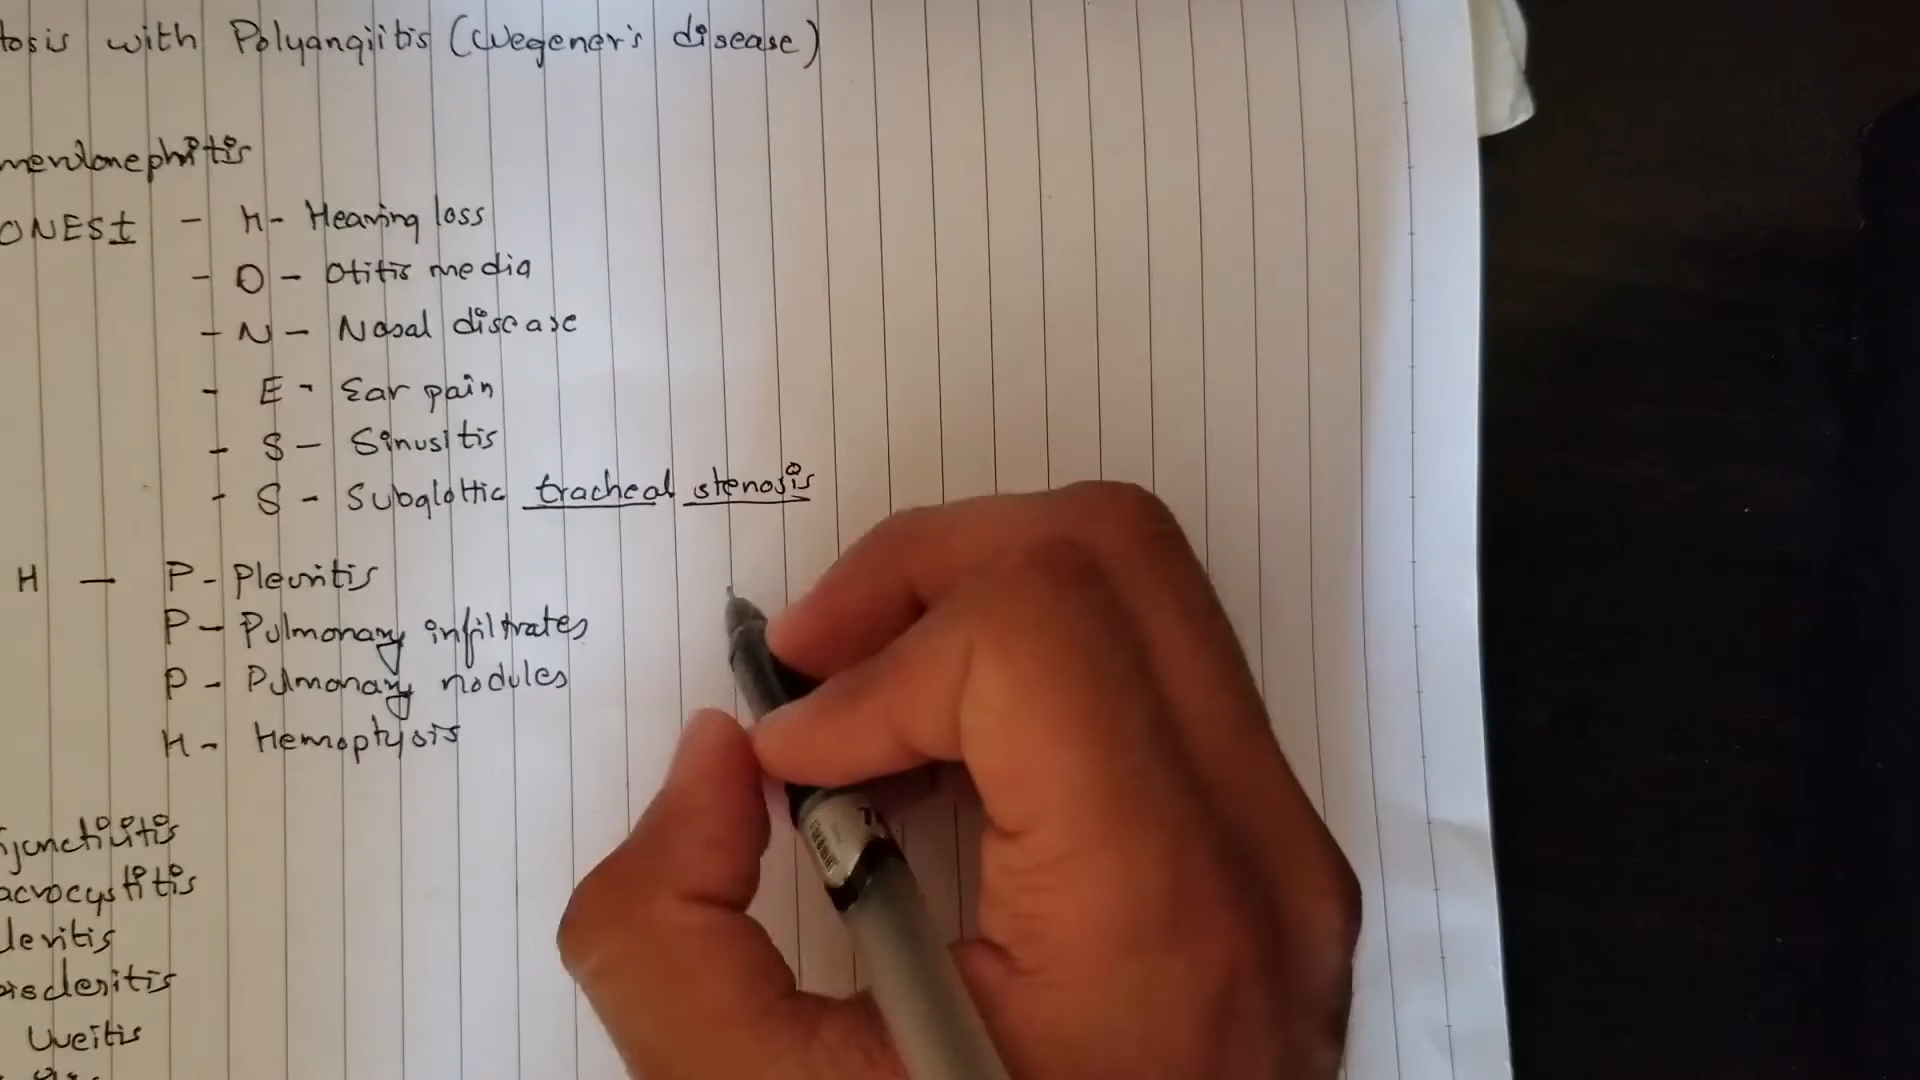 tosis with Polyangiitis (Wegener's disease)
merulonephritis
ONEST - H- Hearing loss
- O - Otitis media
- N - Nasal disease
- E - Ear pain
- S - Sinusitis
- S - Subglottic tracheal stenosis
H - P - Pleuritis
P - Pulmonary infiltrates
P - Pulmonary nodules
H - Hemoptysis
junctivitis
acrocystitis
leritis
piscleritis
Uveitis